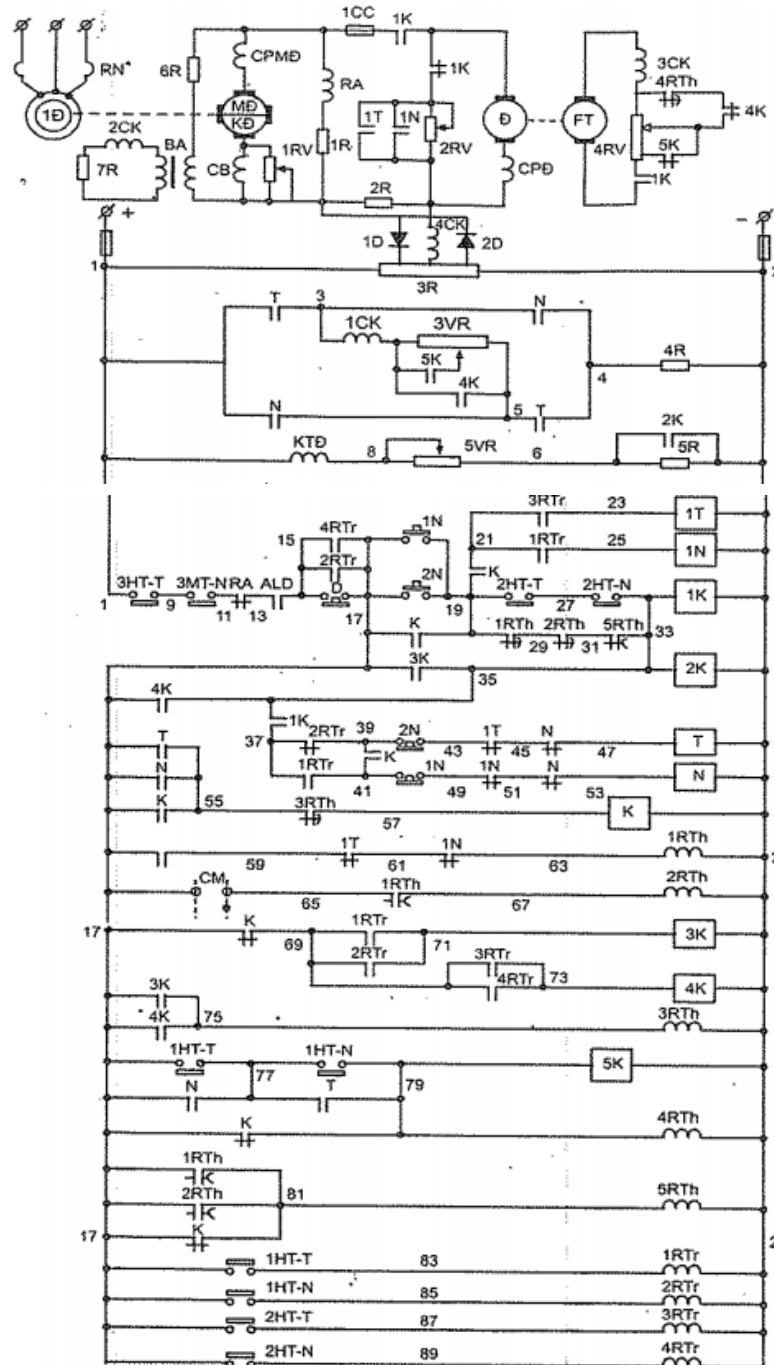 1CC 1K
RN 6R CPMĐ RA 1K 3CK
4RTh
1Đ MĐ 1T 1N Đ FT 4K
2CK BA KĐ 1R 2RV 4RV 5K
7R CB 1RV CPĐ 1K
2R
+ 1D 4CK 2D -
1 3R
T 3 N
1CK 3VR
5K 4R
4K 4
N 5 T
KTĐ 8 5VR 6 2K
5R
3RTr 23 1T
15 4RTr 1N 21 1RTr 25 1N
2RTr
3HT-T 3MT-N RA ALD D 2N K 2HT-T 2HT-N 1K
1 9 11 13 17 19 27
K 1RTh 2RTh 5RTh 33
29 31
3K 35 2K
4K
1K 2RTr 39 2N 1T N
T 37 43 45 47 T
N 1RTr K 1N 1N N N
41 49 51 53
K 55 3RTh 57 K
1T 1N 1RTh
59 61 63
CM 1RTh 2RTh
65 67
17 K 1RTr 3K
69 71
2RTr 3RTr
4RTr 73 4K
3K
4K 75 3RTh
1HT-T 1HT-N 5K
77 79
N T
K 4RTh
1RTh
2RTh 81 5RTh
17 K 2
1HT-T 83 1RTr
1HT-N 85 2RTr
2HT-T 87 3RTr
2HT-N 89 4RTr